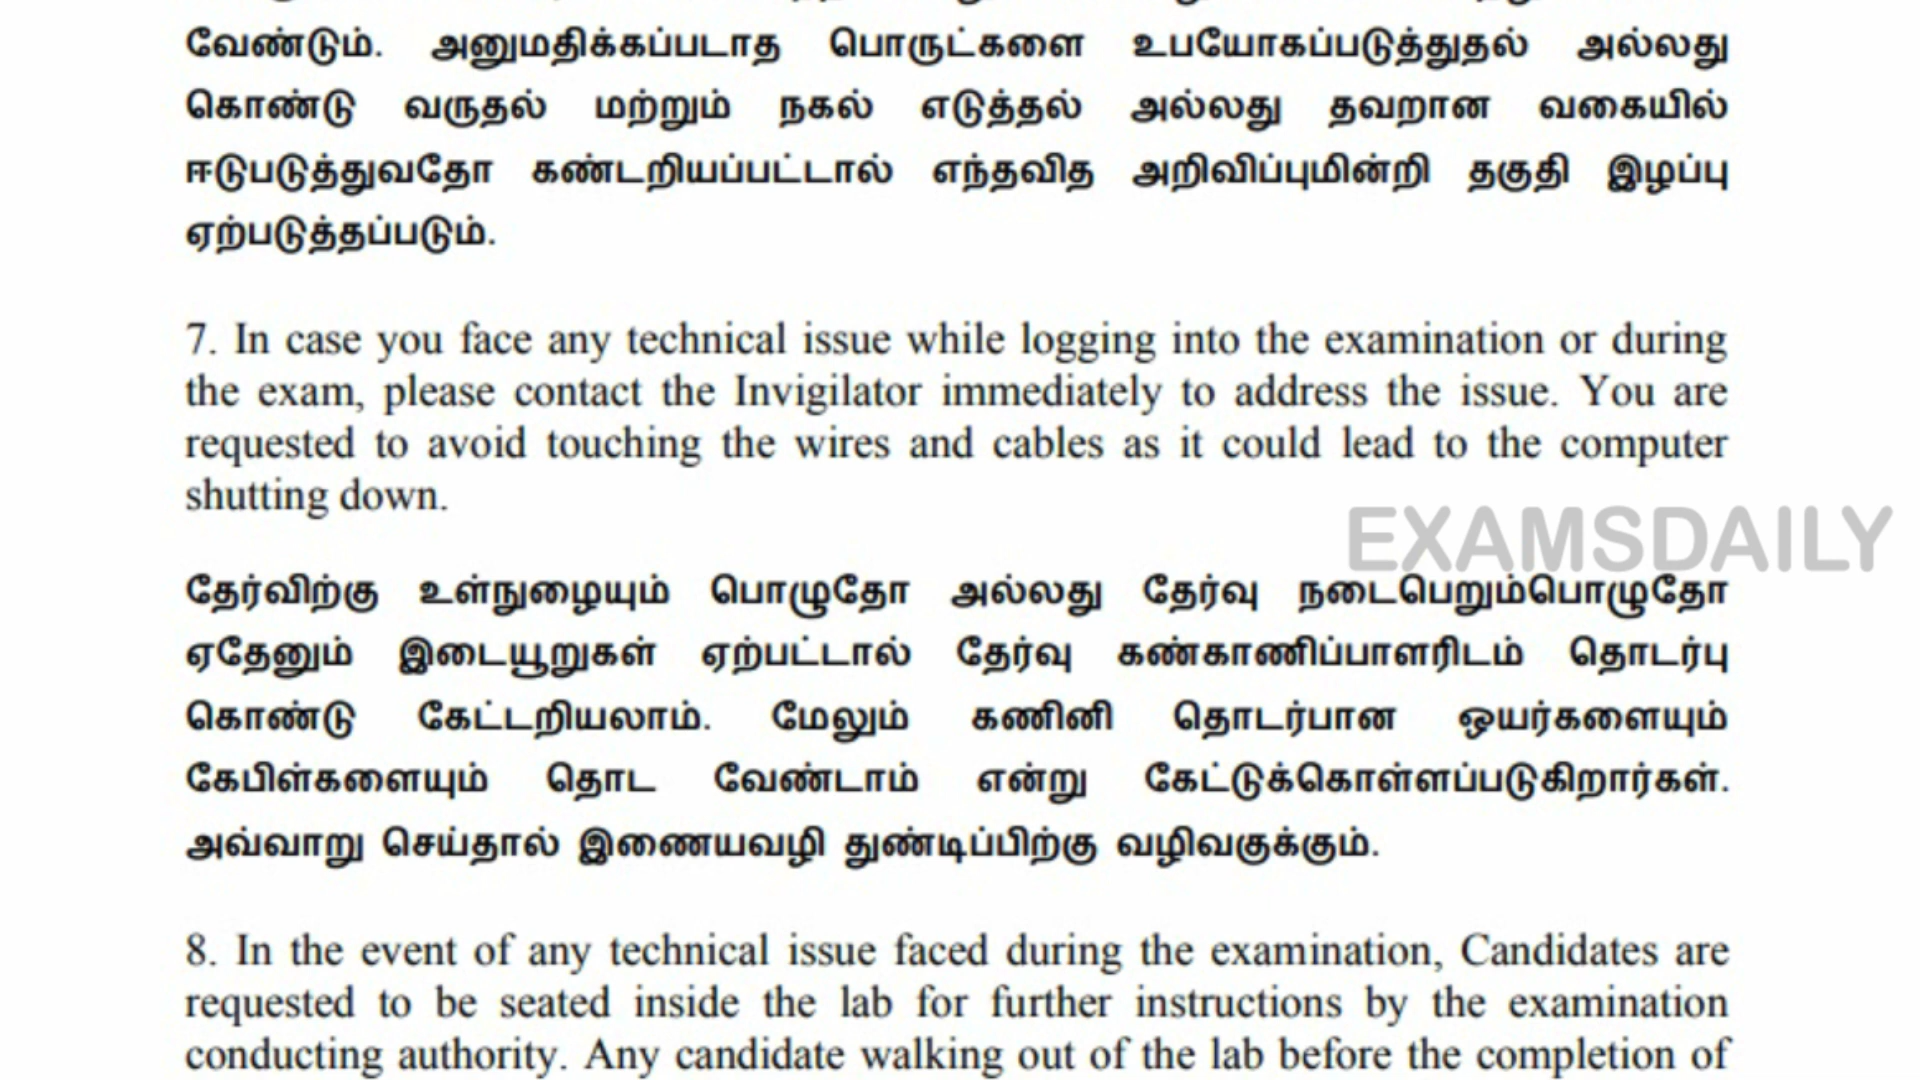 வேண்டும். அனுமதிக்கப்படாத பொருட்களை உபயோகப்படுத்துதல் அல்லது
கொண்டு வருதல் மற்றும் நகல் எடுத்தல் அல்லது தவறான வகையில்
ஈடுபடுத்துவதோ கண்டறியப்பட்டால் எந்தவித அறிவிப்புமின்றி தகுதி இழப்பு
ஏற்படுத்தப்படும்.
7. In case you face any technical issue while logging into the examination or during
the exam, please contact the Invigilator immediately to address the issue. You are
requested to avoid touching the wires and cables as it could lead to the computer
shutting down.
EXAMSDAILY
தேர்விற்கு உள்நுழையும் பொழுதோ அல்லது தேர்வு நடைபெறும்பொழுதோ
ஏதேனும் இடையூறுகள் ஏற்பட்டால் தேர்வு கண்காணிப்பாளரிடம் தொடர்பு
கொண்டு கேட்டறியலாம். மேலும் கணினி தொடர்பான ஒயர்களையும்
கேபிள்களையும் தொட வேண்டாம் என்று கேட்டுக்கொள்ளப்படுகிறார்கள்.
அவ்வாறு செய்தால் இணையவழி துண்டிப்பிற்கு வழிவகுக்கும்.
8. In the event of any technical issue faced during the examination, Candidates are
requested to be seated inside the lab for further instructions by the examination
conducting authority. Any candidate walking out of the lab before the completion of